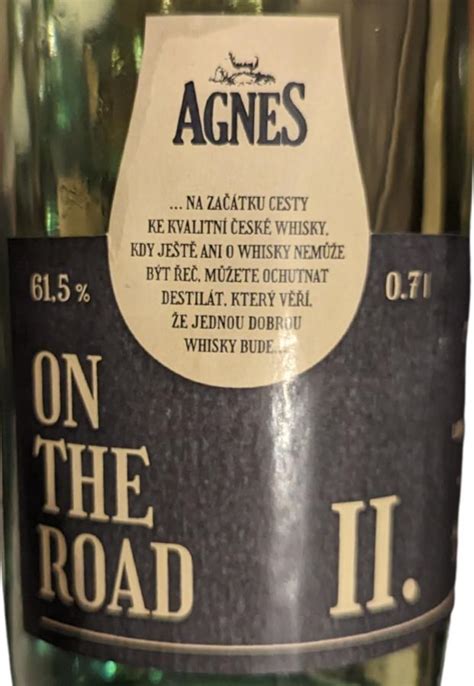 AGNES
... NA ZAČÁTKU CESTY
KE KVALITNÍ ČESKÉ WHISKY,
KDY JEŠTĚ ANI O WHISKY NEMŮŽE
BÝT ŘEČ, MŮŽETE OCHUTNAT
DESTILÁT, KTERÝ VĚŘÍ,
ŽE JEDNOU DOBROU
WHISKY BUDE...
61,5 %
0.7 l
ON
THE
ROAD
II.